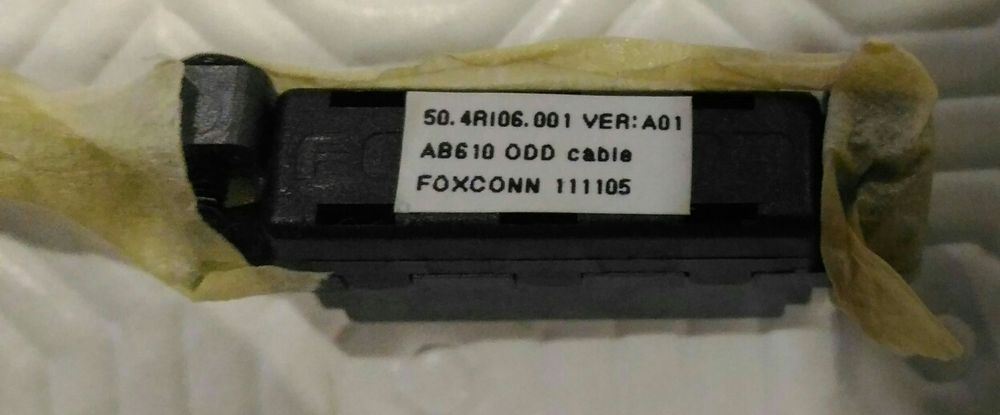 50.4RI06.001 VER:A01
AB610 ODD cable
FOXCONN 111105